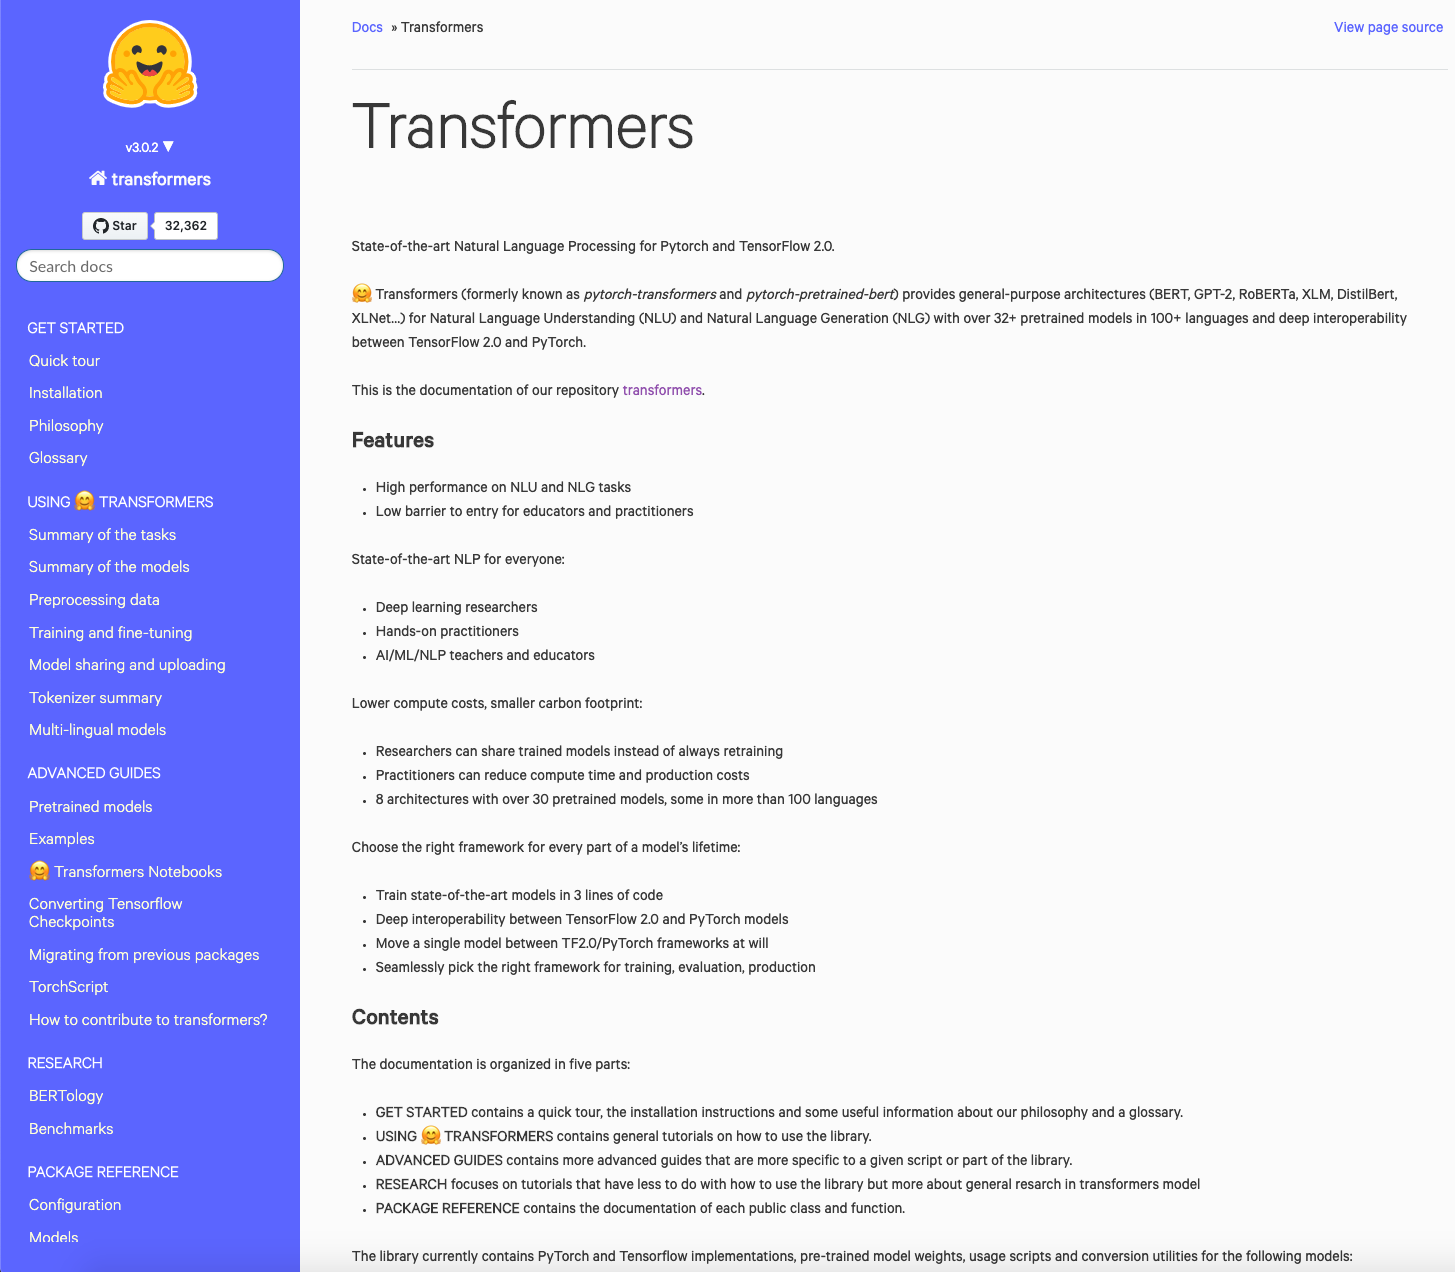 v3.0.2 ▼
transformers
Star 32,362
Search docs
GET STARTED
Quick tour
Installation
Philosophy
Glossary
USING 🤗 TRANSFORMERS
Summary of the tasks
Summary of the models
Preprocessing data
Training and fine-tuning
Model sharing and uploading
Tokenizer summary
Multi-lingual models
ADVANCED GUIDES
Pretrained models
Examples
🤗 Transformers Notebooks
Converting Tensorflow
Checkpoints
Migrating from previous packages
TorchScript
How to contribute to transformers?
RESEARCH
BERTology
Benchmarks
PACKAGE REFERENCE
Configuration
Models
Docs » Transformers
View page source
Transformers
State-of-the-art Natural Language Processing for Pytorch and TensorFlow 2.0.
🤗 Transformers (formerly known as pytorch-transformers and pytorch-pretrained-bert) provides general-purpose architectures (BERT, GPT-2, RoBERTa, XLM, DistilBert,
XLNet...) for Natural Language Understanding (NLU) and Natural Language Generation (NLG) with over 32+ pretrained models in 100+ languages and deep interoperability
between TensorFlow 2.0 and PyTorch.
This is the documentation of our repository transformers.
Features
• High performance on NLU and NLG tasks
• Low barrier to entry for educators and practitioners
State-of-the-art NLP for everyone:
• Deep learning researchers
• Hands-on practitioners
• AI/ML/NLP teachers and educators
Lower compute costs, smaller carbon footprint:
• Researchers can share trained models instead of always retraining
• Practitioners can reduce compute time and production costs
• 8 architectures with over 30 pretrained models, some in more than 100 languages
Choose the right framework for every part of a model's lifetime:
• Train state-of-the-art models in 3 lines of code
• Deep interoperability between TensorFlow 2.0 and PyTorch models
• Move a single model between TF2.0/PyTorch frameworks at will
• Seamlessly pick the right framework for training, evaluation, production
Contents
The documentation is organized in five parts:
• GET STARTED contains a quick tour, the installation instructions and some useful information about our philosophy and a glossary.
• USING 🤗 TRANSFORMERS contains general tutorials on how to use the library.
• ADVANCED GUIDES contains more advanced guides that are more specific to a given script or part of the library.
• RESEARCH focuses on tutorials that have less to do with how to use the library but more about general resarch in transformers model
• PACKAGE REFERENCE contains the documentation of each public class and function.
The library currently contains PyTorch and Tensorflow implementations, pre-trained model weights, usage scripts and conversion utilities for the following models: